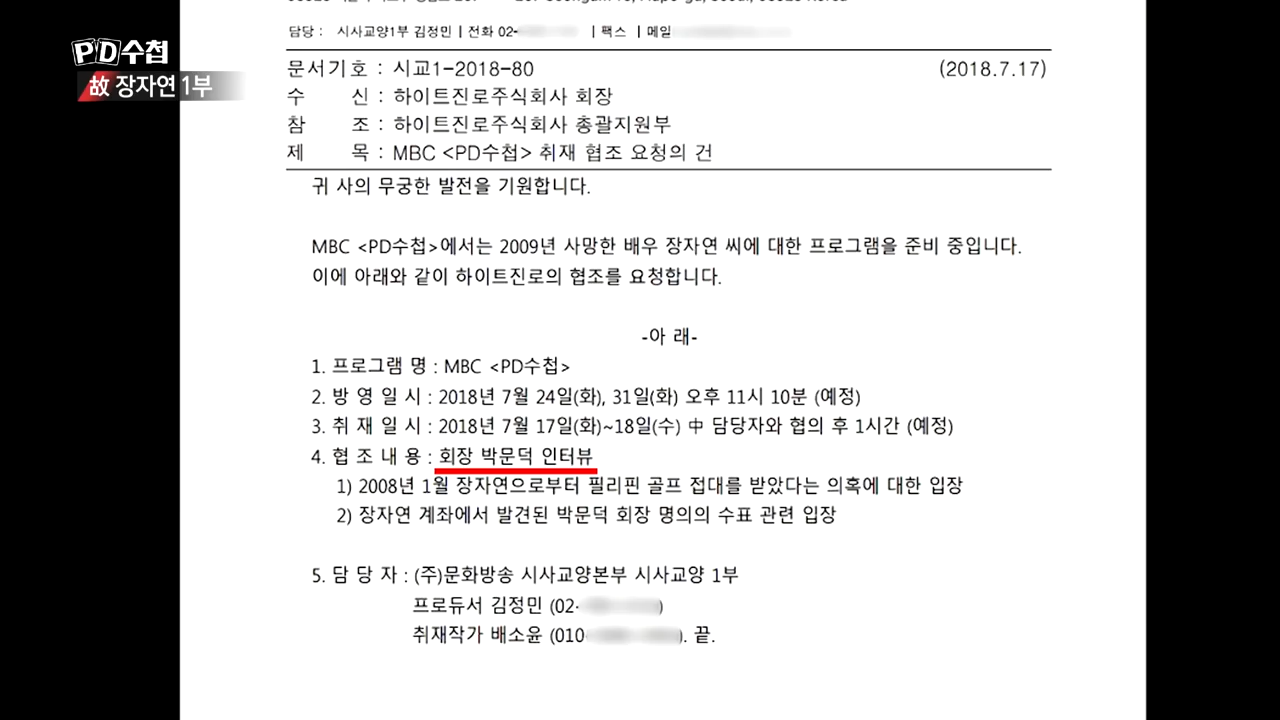 담당 : 시사교양1부 김정민 | 전화 02- | 팩스 | 메일
PD수첩
故 장자연 1부
문서기호 : 시교1-2018-80 (2018.7.17)
수 신 : 하이트진로주식회사 회장
참 조 : 하이트진로주식회사 총괄지원부
제 목 : MBC <PD수첩> 취재 협조 요청의 건
귀 사의 무궁한 발전을 기원합니다.
MBC <PD수첩>에서는 2009년 사망한 배우 장자연 씨에 대한 프로그램을 준비 중입니다.
이에 아래와 같이 하이트진로의 협조를 요청합니다.
-아 래-
1. 프로그램 명 : MBC <PD수첩>
2. 방 영 일 시 : 2018년 7월 24일(화), 31일(화) 오후 11시 10분 (예정)
3. 취 재 일 시 : 2018년 7월 17일(화)~18일(수) 中 담당자와 협의 후 1시간 (예정)
4. 협 조 내 용 : 회장 박문덕 인터뷰
1) 2008년 1월 장자연으로부터 필리핀 골프 접대를 받았다는 의혹에 대한 입장
2) 장자연 계좌에서 발견된 박문덕 회장 명의의 수표 관련 입장
5. 담 당 자 : (주)문화방송 시사교양본부 시사교양 1부
프로듀서 김정민 (02- )
취재작가 배소윤 (010 ). 끝.